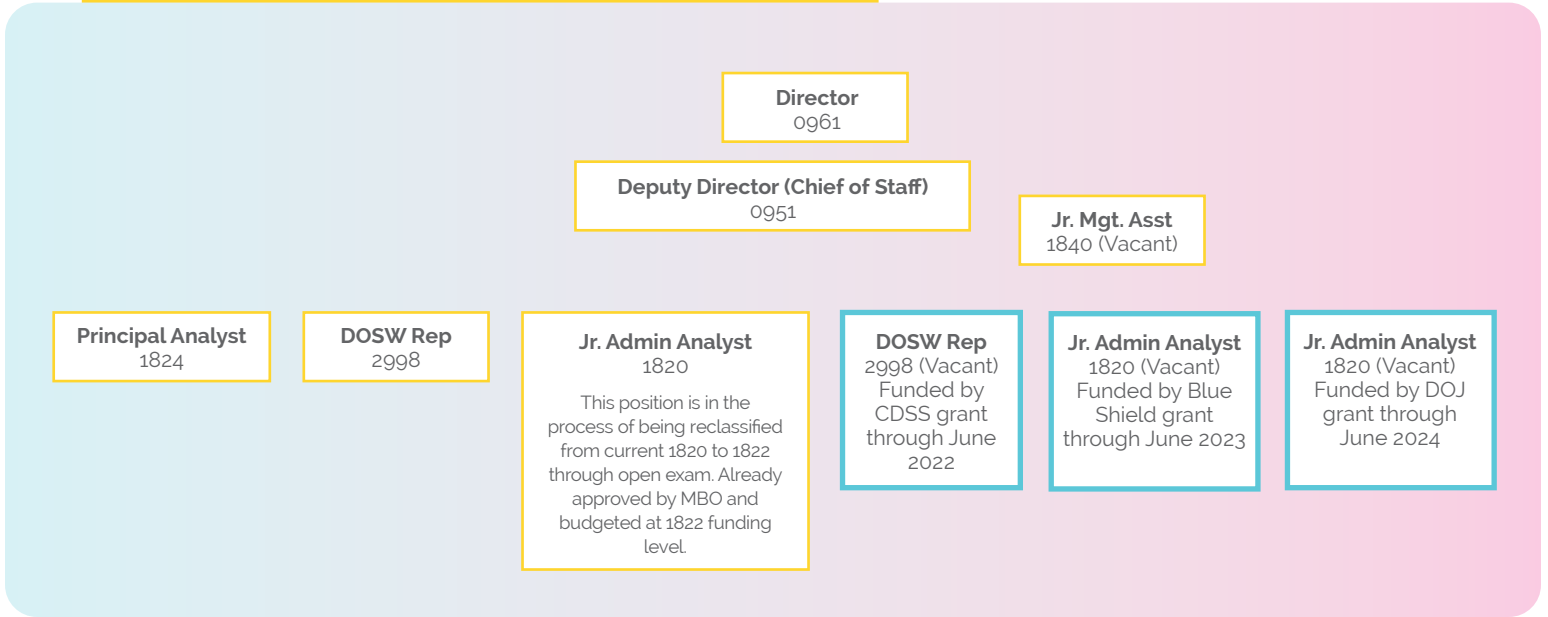 Director
0961
Deputy Director (Chief of Staff)
0951
Jr. Mgt. Asst
1840 (Vacant)
Principal Analyst
1824
DOSW Rep
2998
Jr. Admin Analyst
1820
This position is in the
process of being reclassified
from current 1820 to 1822
through open exam. Already
approved by MBO and
budgeted at 1822 funding
level.
DOSW Rep
2998 (Vacant)
Funded by
CDSS grant
through June
2022
Jr. Admin Analyst
1820 (Vacant)
Funded by Blue
Shield grant
through June 2023
Jr. Admin Analyst
1820 (Vacant)
Funded by DOJ
grant through
June 2024